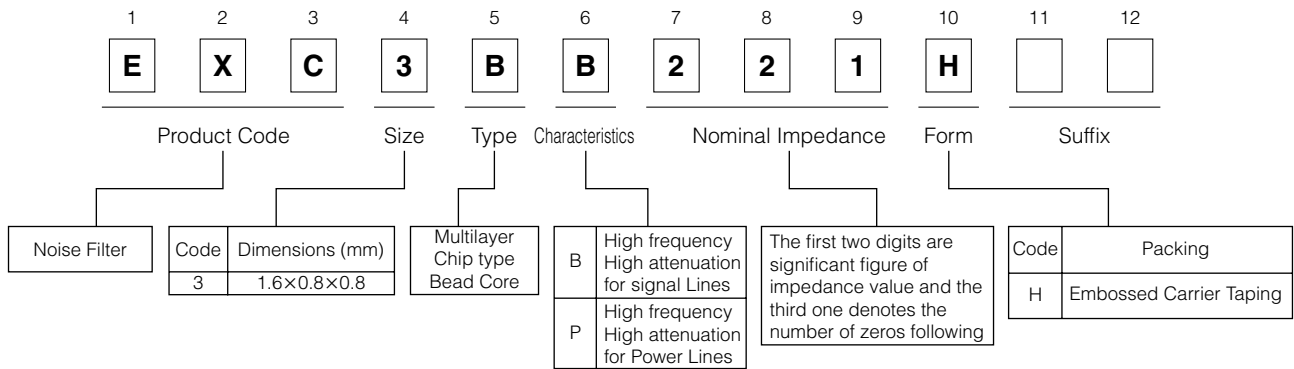 1 2 3 4 5 6 7 8 9 10 11 12
E X C 3 B B 2 2 1 H
Product Code Size Type Characteristics Nominal Impedance Form Suffix
Noise Filter
Code Dimensions (mm)
3 1.6×0.8×0.8
Multilayer
Chip type
Bead Core
B
High frequency
High attenuation
for signal Lines
P
High frequency
High attenuation
for Power Lines
The first two digits are
significant figure of
impedance value and the
third one denotes the
number of zeros following
Code Packing
H Embossed Carrier Taping